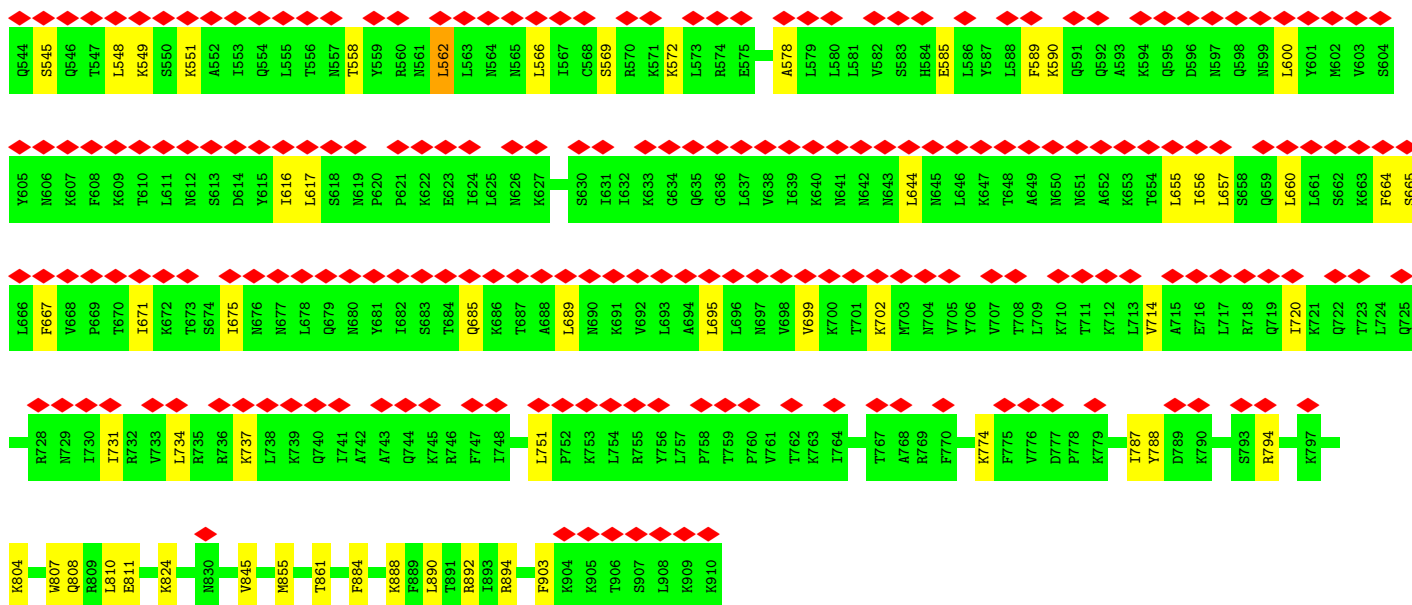 Q544 S545 Q546 T547 L548 K549 S550 K551 A552 I553 Q554 L555 T556 N557 T558 Y559 R560 N561 L562 L563 N564 N565 L566 I567 C568 S569 R570 K571 K572 L573 R574 E575 A578 L579 L580 L581 V582 S583 H584 E585 L586 Y587 L588 F589 K590 Q591 Q592 A593 K594 Q595 D596 N597 Q598 N599 L600 Y601 M602 V603 S604
Y605 N606 K607 F608 K609 T610 L611 N612 S613 D614 Y615 I616 L617 S618 N619 P620 P621 K622 E623 I624 L625 N626 K627 S630 I631 I632 K633 G634 Q635 G636 L637 V638 I639 K640 N641 N642 N643 L644 N645 L646 K647 T648 A649 N650 N651 A652 K653 T654 L655 I656 L657 S658 Q659 L660 L661 S662 K663 F664 S665
L666 F667 V668 P669 T670 I671 K672 T673 S674 I675 N676 N677 L678 Q679 N680 Y681 I682 S683 T684 Q685 K686 T687 A688 L689 N690 K691 V692 L693 A694 L695 L696 N697 V698 V699 K700 T701 K702 M703 N704 V705 Y706 V707 T708 L709 K710 T711 K712 L713 V714 A715 E716 L717 R718 Q719 I720 K721 Q722 T723 L724 Q725
R728 N729 I730 I731 R732 V733 L734 R735 R736 K737 L738 K739 Q740 I741 A742 A743 Q744 K745 R746 F747 I748 L751 P752 K753 L754 R755 Y756 L757 P758 T759 P760 V761 T762 K763 I764 T767 A768 R769 F770 K774 F775 V776 D777 P778 K779 I787 Y788 D789 K790 S793 R794 K797
K804 W807 Q808 R809 L810 E811 K824 N830 V845 M855 T861 F884 K888 F889 L890 T891 R892 I893 R894 F903 K904 K905 T906 S907 L908 K909 K910